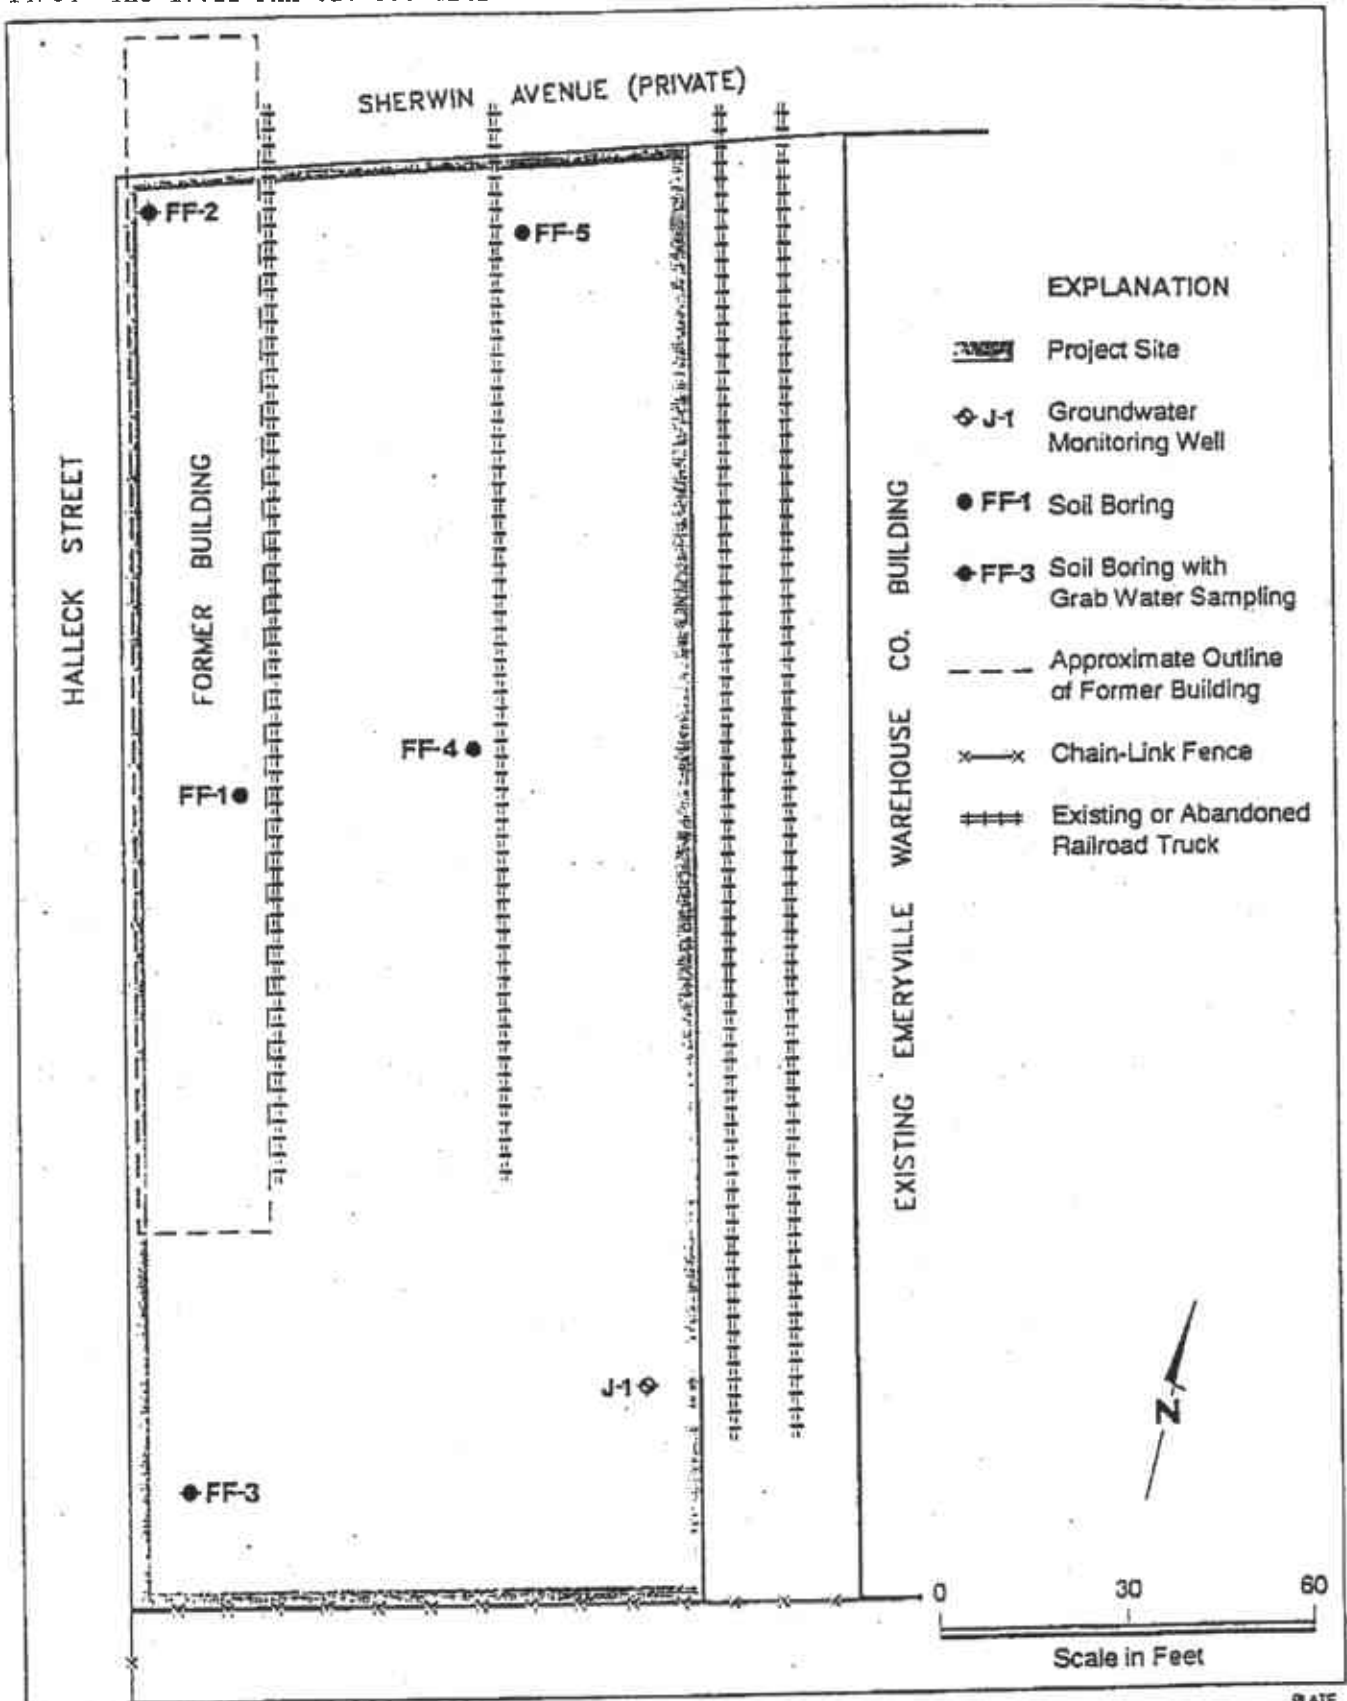 SHERWIN AVENUE (PRIVATE)
FF-2
FF-5
EXPLANATION
Project Site
J-1 Groundwater
Monitoring Well
FF-1 Soil Boring
FF-3 Soil Boring with
Grab Water Sampling
Approximate Outline
of Former Building
Chain-Link Fence
Existing or Abandoned
Railroad Truck
HALLECK STREET
FORMER BUILDING
EXISTING EMERYVILLE WAREHOUSE CO. BUILDING
FF-4
FF-1
J-1
FF-3
N
0 30 60
Scale in Feet
PLATE